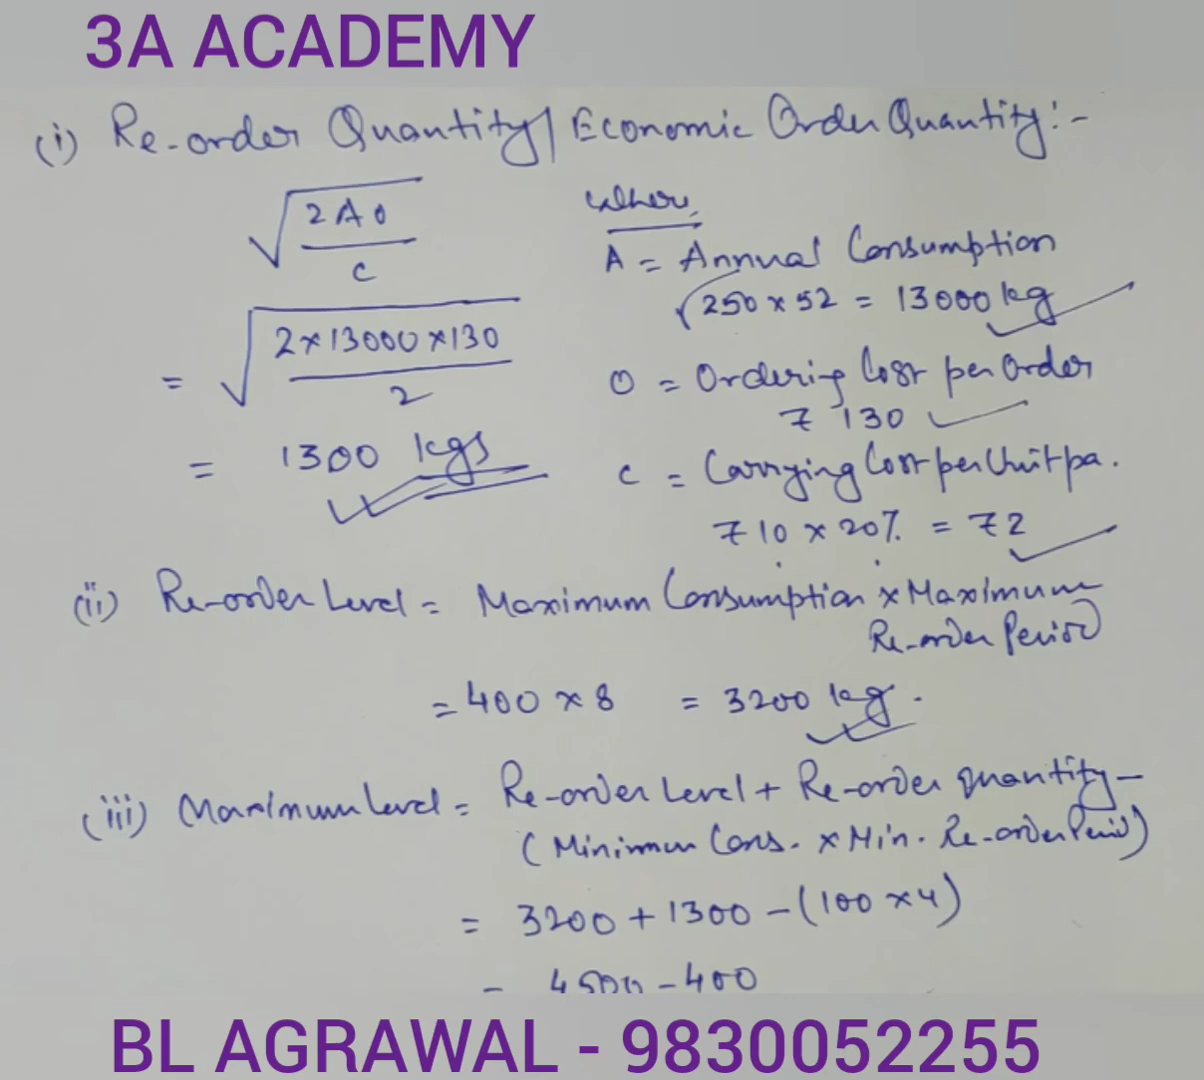 3A ACADEMY
(i) Re-order Quantity/Economic Order Quantity:-
√(2AO/C)
where,
A = Annual Consumption
250 x 52 = 13000 kg
= √(2x13000x130/2)
O = Ordering Cost per Order
₹ 130
= 1300 kgs
C = Carrying Cost per Unit pa.
₹10 x 20% = ₹2
(ii) Re-order Level = Maximum Consumption x Maximum
Re-order Period
= 400 x 8 = 3200 kg.
(iii) Maximum Level = Re-order Level + Re-order quantity -
(Minimum Cons. x Min. Re-order Period)
= 3200 + 1300 - (100 x 4)
= 4500 - 400
BL AGRAWAL - 9830052255